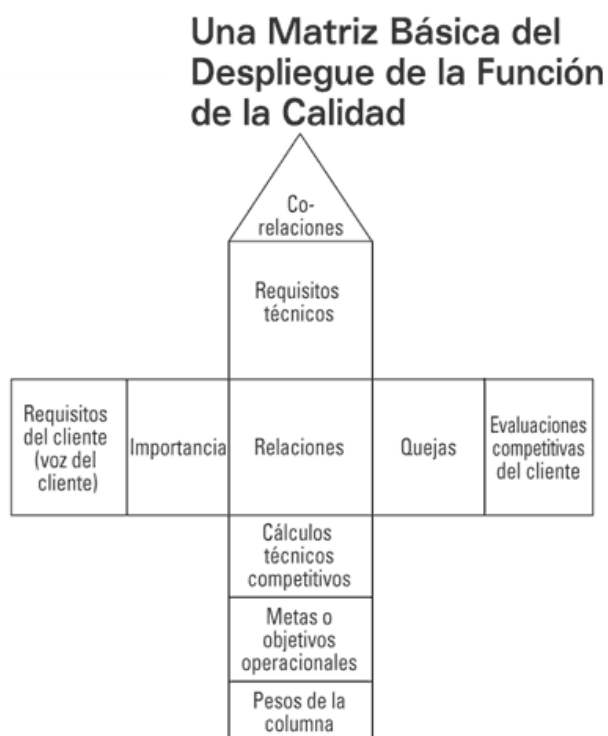 Una Matriz Básica del
Despliegue de la Función
de la Calidad
Co-
relaciones
Requisitos
técnicos
Requisitos
del cliente
(voz del
cliente)
Importancia
Relaciones
Quejas
Evaluaciones
competitivas
del cliente
Cálculos
técnicos
competitivos
Metas o
objetivos
operacionales
Pesos de la
columna